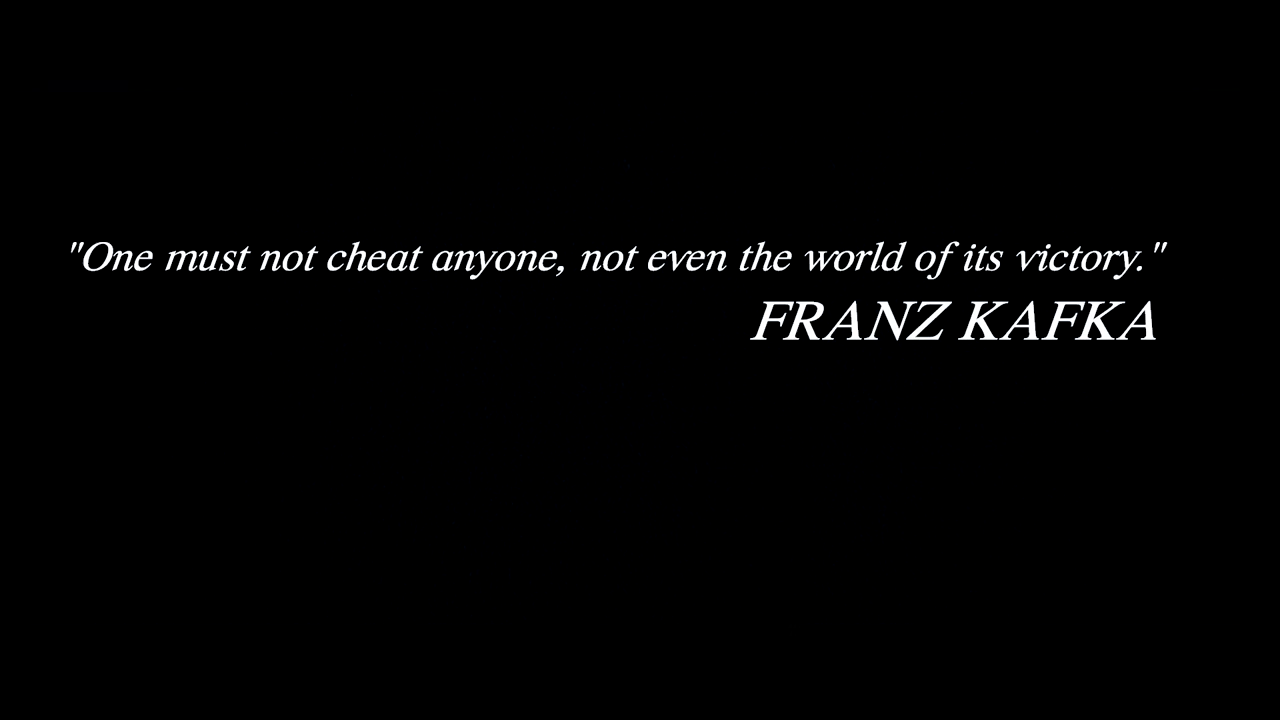 "One must not cheat anyone, not even the world of its victory."
FRANZ KAFKA